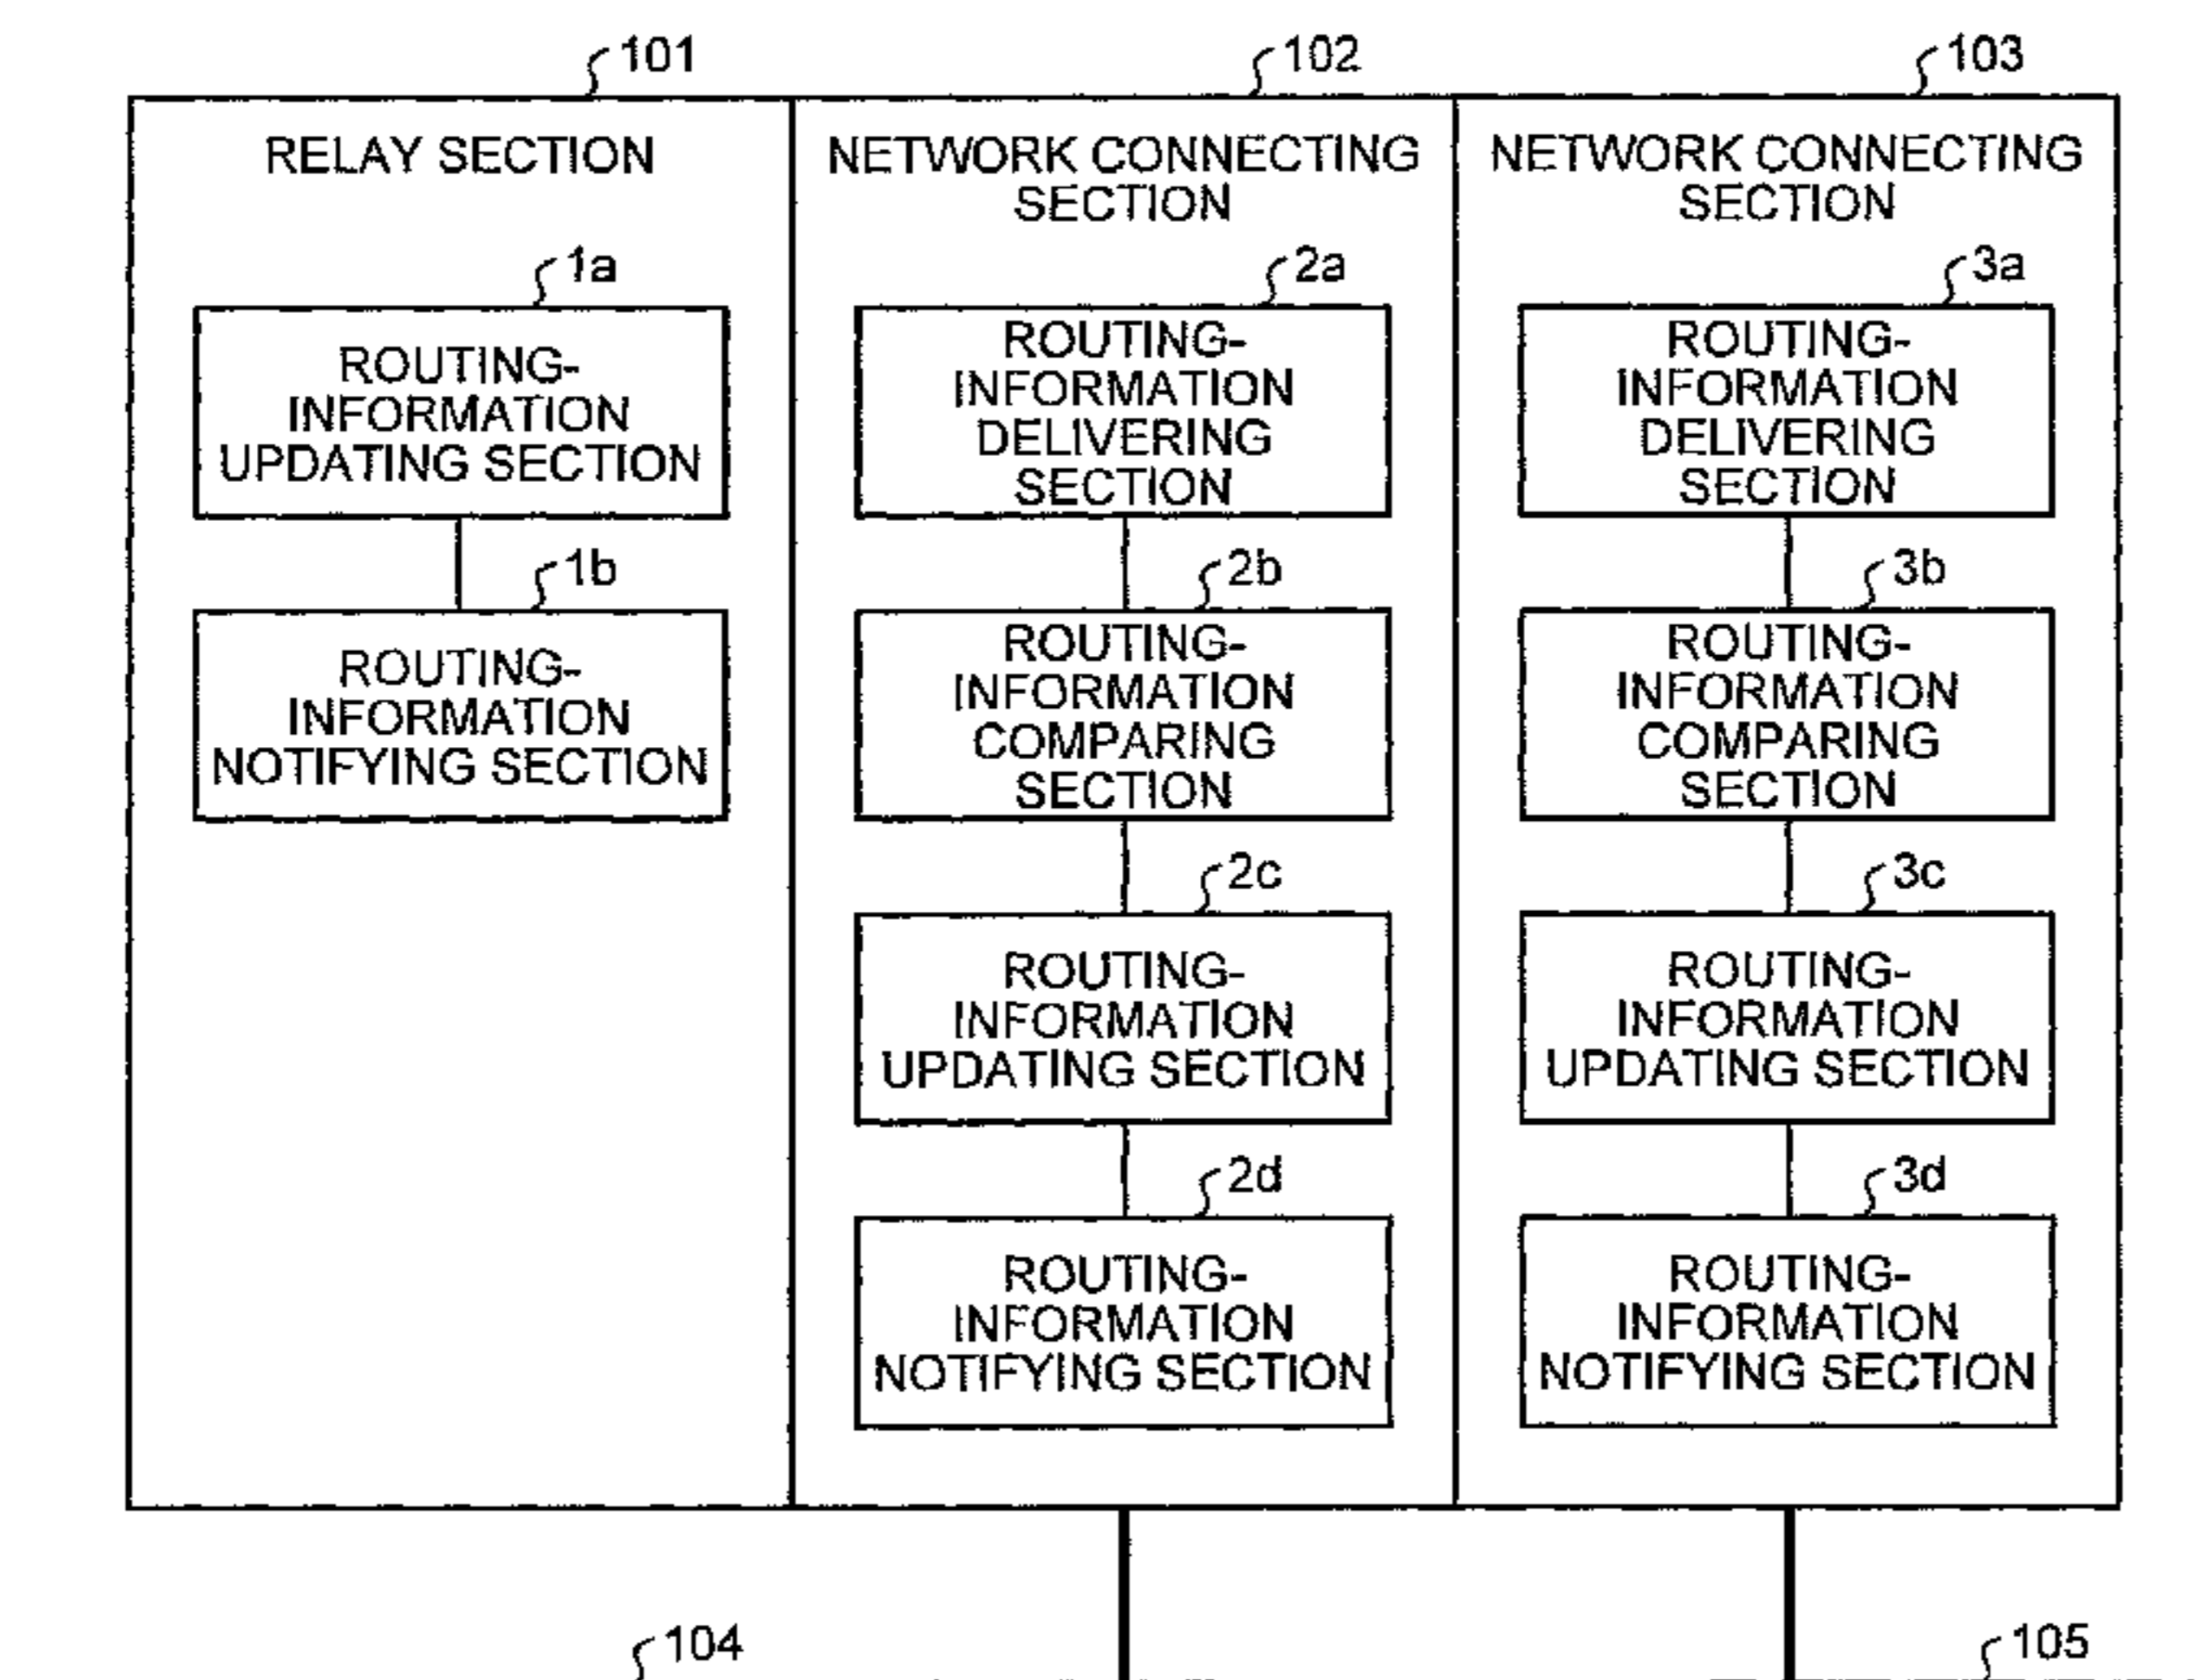 101
102
103
RELAY SECTION
NETWORK CONNECTING
SECTION
NETWORK CONNECTING
SECTION
1a
ROUTING-
INFORMATION
UPDATING SECTION
1b
ROUTING-
INFORMATION
NOTIFYING SECTION
2a
ROUTING-
INFORMATION
DELIVERING
SECTION
2b
ROUTING-
INFORMATION
COMPARING
SECTION
2c
ROUTING-
INFORMATION
UPDATING SECTION
2d
ROUTING-
INFORMATION
NOTIFYING SECTION
3a
ROUTING-
INFORMATION
DELIVERING
SECTION
3b
ROUTING-
INFORMATION
COMPARING
SECTION
3c
ROUTING-
INFORMATION
UPDATING SECTION
3d
ROUTING-
INFORMATION
NOTIFYING SECTION
104
105